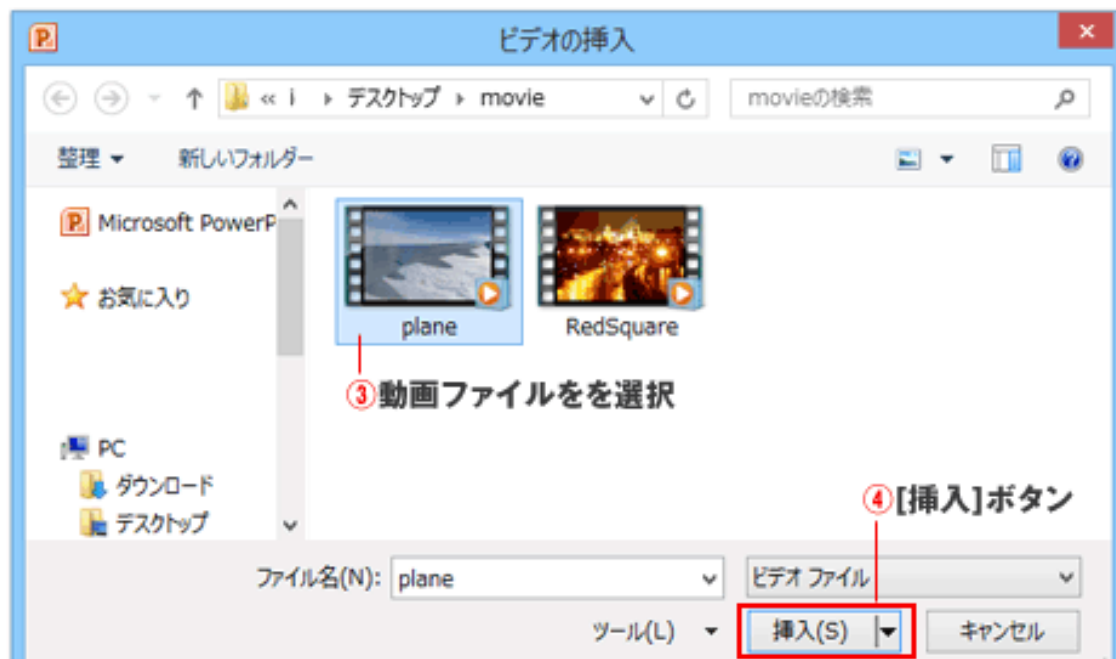 ビデオの挿入
« i ▸ デスクトップ ▸ movie
movieの検索
整理
新しいフォルダー
Microsoft PowerP
お気に入り
plane
RedSquare
③動画ファイルをを選択
PC
ダウンロード
デスクトップ
④[挿入]ボタン
ファイル名(N): plane
ビデオ ファイル
ツール(L)
挿入(S)
キャンセル